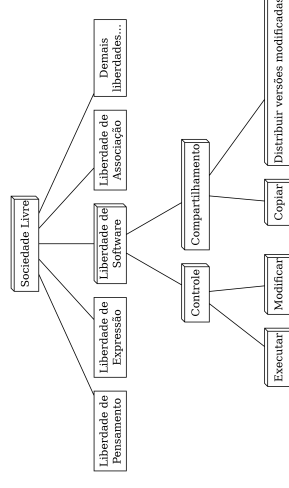 Sociedade Livre
Liberdade de
Pensamento
Liberdade de
Expressão
Liberdade de
Software
Liberdade de
Associação
Demais
liberdades...
Controle
Compartilhamento
Executar
Modificar
Copiar
Distribuir versões modificadas